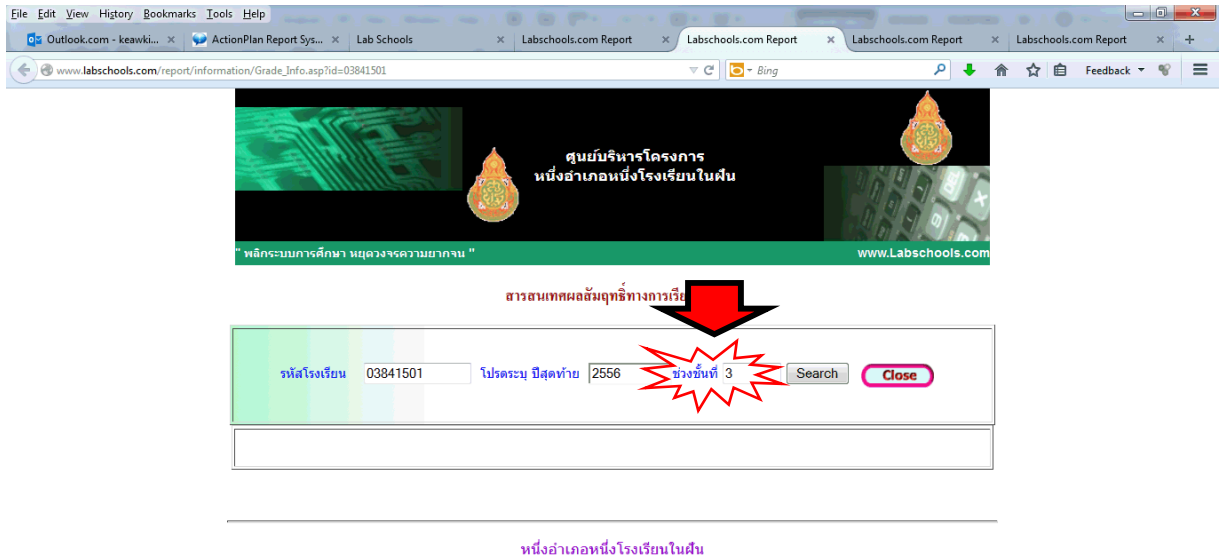 File Edit View History Bookmarks Tools Help
Outlook.com - keawki... ActionPlan Report Sys... Lab Schools Labschools.com Report Labschools.com Report Labschools.com Report Labschools.com Report
www.labschools.com/report/information/Grade_Info.asp?id=03841501 Bing Feedback
ศูนย์บริหารโครงการ
หนึ่งอำเภอหนึ่งโรงเรียนในฝัน
" พลิกระบบการศึกษา หยุดวงจรความยากจน " www.Labschools.com
สารสนเทศผลสัมฤทธิ์ทางการเรี
รหัสโรงเรียน 03841501 โปรดระบุ ปีสุดท้าย 2556 ช่วงชั้นที่ 3 Search Close
หนึ่งอำเภอหนึ่งโรงเรียนในฝัน